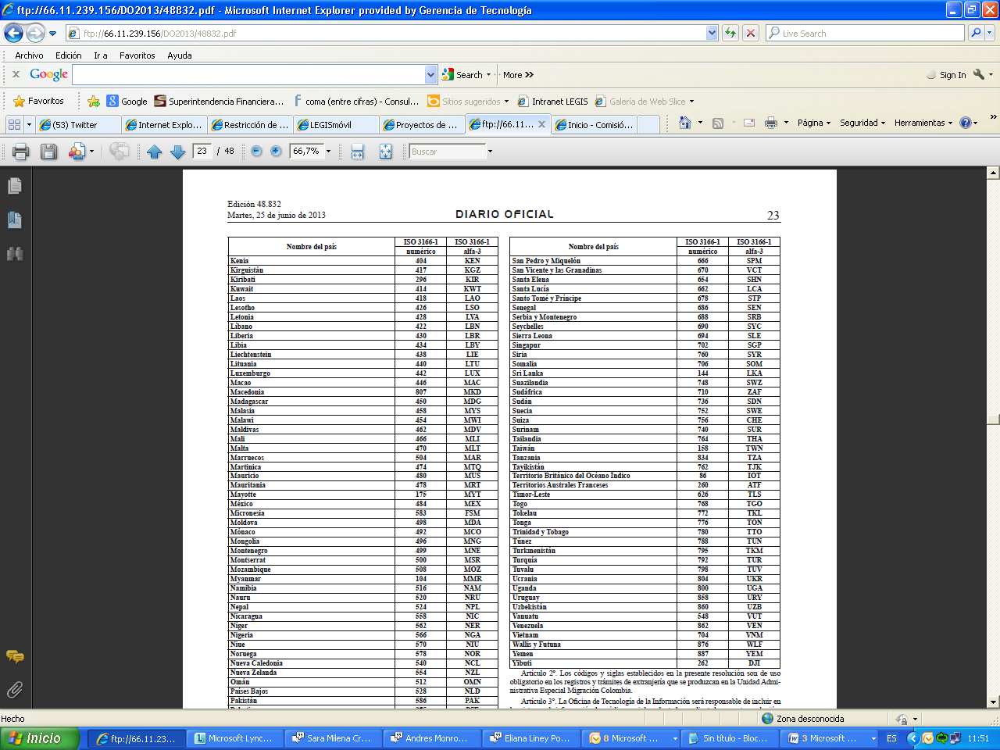 ftp://66.11.239.156/DO2013/48832.pdf - Microsoft Internet Explorer provided by Gerencia de Tecnología
ftp://66.11.239.156/DO2013/48832.pdf
Live Search
Archivo Edición Ir a Favoritos Ayuda
x Google Search More » Sign In
Favoritos Google Superintendencia Financiera... coma (entre cifras) - Consul... Sitios sugeridos Intranet LEGIS Galería de Web Slice
(53) Twitter Internet Explo... Restricción de ... LEGISmóvil Proyectos de ... ftp://66.11.... Inicio - Comisió... Página Seguridad Herramientas
23 / 48 66,7% Buscar
Edición 48.832
Martes, 25 de junio de 2013 DIARIO OFICIAL 23
Nombre del país ISO 3166-1 numérico ISO 3166-1 alfa-3
Kenia 404 KEN
Kirguistán 417 KGZ
Kiribati 296 KIR
Kuwait 414 KWT
Laos 418 LAO
Lesotho 426 LSO
Letonia 428 LVA
Líbano 422 LBN
Liberia 430 LBR
Libia 434 LBY
Liechtenstein 438 LIE
Lituania 440 LTU
Luxemburgo 442 LUX
Macao 446 MAC
Macedonia 807 MKD
Madagascar 450 MDG
Malasia 458 MYS
Malawi 454 MWI
Maldivas 462 MDV
Mali 466 MLI
Malta 470 MLT
Marruecos 504 MAR
Martinica 474 MTQ
Mauricio 480 MUS
Mauritania 478 MRT
Mayotte 175 MYT
México 484 MEX
Micronesia 583 FSM
Moldova 498 MDA
Mónaco 492 MCO
Mongolia 496 MNG
Montenegro 499 MNE
Montserrat 500 MSR
Mozambique 508 MOZ
Myanmar 104 MMR
Namibia 516 NAM
Nauru 520 NRU
Nepal 524 NPL
Nicaragua 558 NIC
Níger 562 NER
Nigeria 566 NGA
Niue 570 NIU
Noruega 578 NOR
Nueva Caledonia 540 NCL
Nueva Zelanda 554 NZL
Omán 512 OMN
Países Bajos 528 NLD
Pakistán 586 PAK
Nombre del país ISO 3166-1 numérico ISO 3166-1 alfa-3
San Pedro y Miquelón 666 SPM
San Vicente y las Granadinas 670 VCT
Santa Elena 654 SHN
Santa Lucía 662 LCA
Santo Tomé y Príncipe 678 STP
Senegal 686 SEN
Serbia y Montenegro 688 SRB
Seychelles 690 SYC
Sierra Leona 694 SLE
Singapur 702 SGP
Siria 760 SYR
Somalia 706 SOM
Sri Lanka 144 LKA
Suazilandia 748 SWZ
Sudáfrica 710 ZAF
Sudán 736 SDN
Suecia 752 SWE
Suiza 756 CHE
Surinam 740 SUR
Tailandia 764 THA
Taiwán 158 TWN
Tanzania 834 TZA
Tayikistán 762 TJK
Territorio Británico del Océano Índico 86 IOT
Territorios Australes Franceses 260 ATF
Timor-Leste 626 TLS
Togo 768 TGO
Tokelau 772 TKL
Tonga 776 TON
Trinidad y Tobago 780 TTO
Túnez 788 TUN
Turkmenistán 795 TKM
Turquía 792 TUR
Tuvalu 798 TUV
Ucrania 804 UKR
Uganda 800 UGA
Uruguay 858 URY
Uzbekistán 860 UZB
Vanuatu 548 VUT
Venezuela 862 VEN
Vietnam 704 VNM
Wallis y Futuna 876 WLF
Yemen 887 YEM
Yibuti 262 DJI
Artículo 2°. Los códigos y siglas establecidos en la presente resolución son de uso
obligatorio en los registros y trámites de extranjería que se produzcan en la Unidad Admi-
nistrativa Especial Migración Colombia.
Artículo 3°. La Oficina de Tecnología de la Información será responsable de incluir en
Hecho Zona desconocida
Inicio ftp://66.11.23... Microsoft Lync... Sara Milena Cr... Andres Monro... Eliana Liney Po... 8 Microsoft ... Sin título - Bloc... 3 Microsoft ... ES 11:51